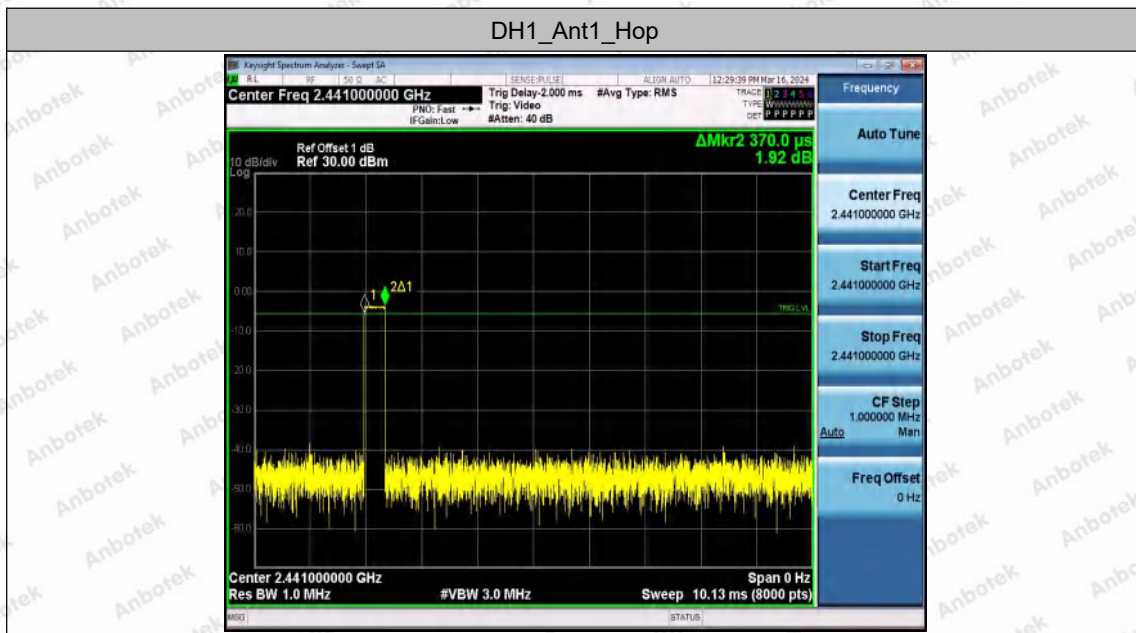 DH1_Ant1_Hop
Keysight Spectrum Analyzer - Swept SA
RL RF 50 Ω AC SENSE:PULSE ALIGN AUTO 12:29:39 PM Mar 16, 2024
Center Freq 2.441000000 GHz
PNO: Fast
IFGain:Low
Trig Delay-2.000 ms
Trig: Video
#Atten: 40 dB
#Avg Type: RMS
TRACE 1 2 3 4 5 6
TYPE WWWWWW
DET P P P P P P
Frequency
Auto Tune
Center Freq
2.441000000 GHz
Start Freq
2.441000000 GHz
Stop Freq
2.441000000 GHz
CF Step
1.000000 MHz
Auto Man
Freq Offset
0 Hz
ΔMkr2 370.0 µs
1.92 dB
Ref Offset 1 dB
10 dB/div Ref 30.00 dBm
Log
20.0
10.0
0.00
1 2Δ1
TRIG LVL
-10.0
-20.0
-30.0
-40.0
-50.0
-60.0
Center 2.441000000 GHz Span 0 Hz
Res BW 1.0 MHz #VBW 3.0 MHz Sweep 10.13 ms (8000 pts)
MSG STATUS
Anbotek